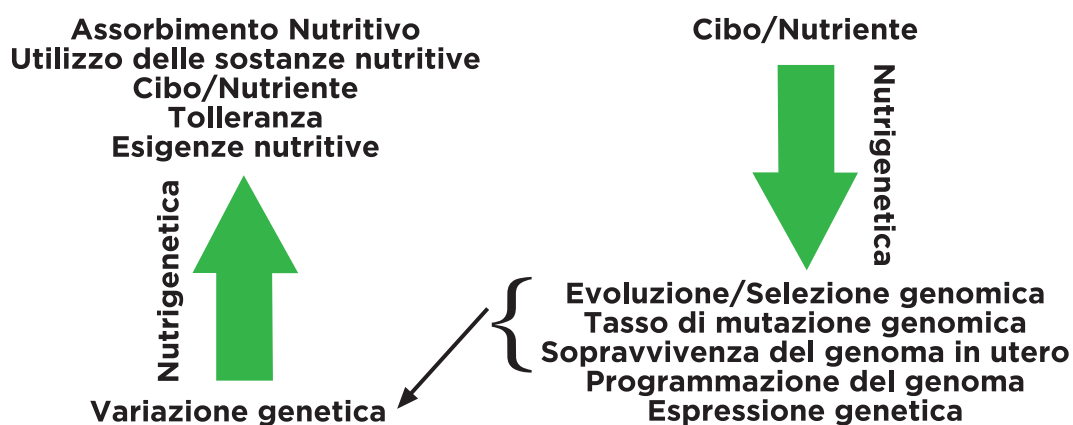 Assorbimento Nutritivo
Utilizzo delle sostanze nutritive
Cibo/Nutriente
Tolleranza
Esigenze nutritive
Nutrigenetica
Variazione genetica
Cibo/Nutriente
Nutrigenetica
Evoluzione/Selezione genomica
Tasso di mutazione genomica
Sopravvivenza del genoma in utero
Programmazione del genoma
Espressione genetica